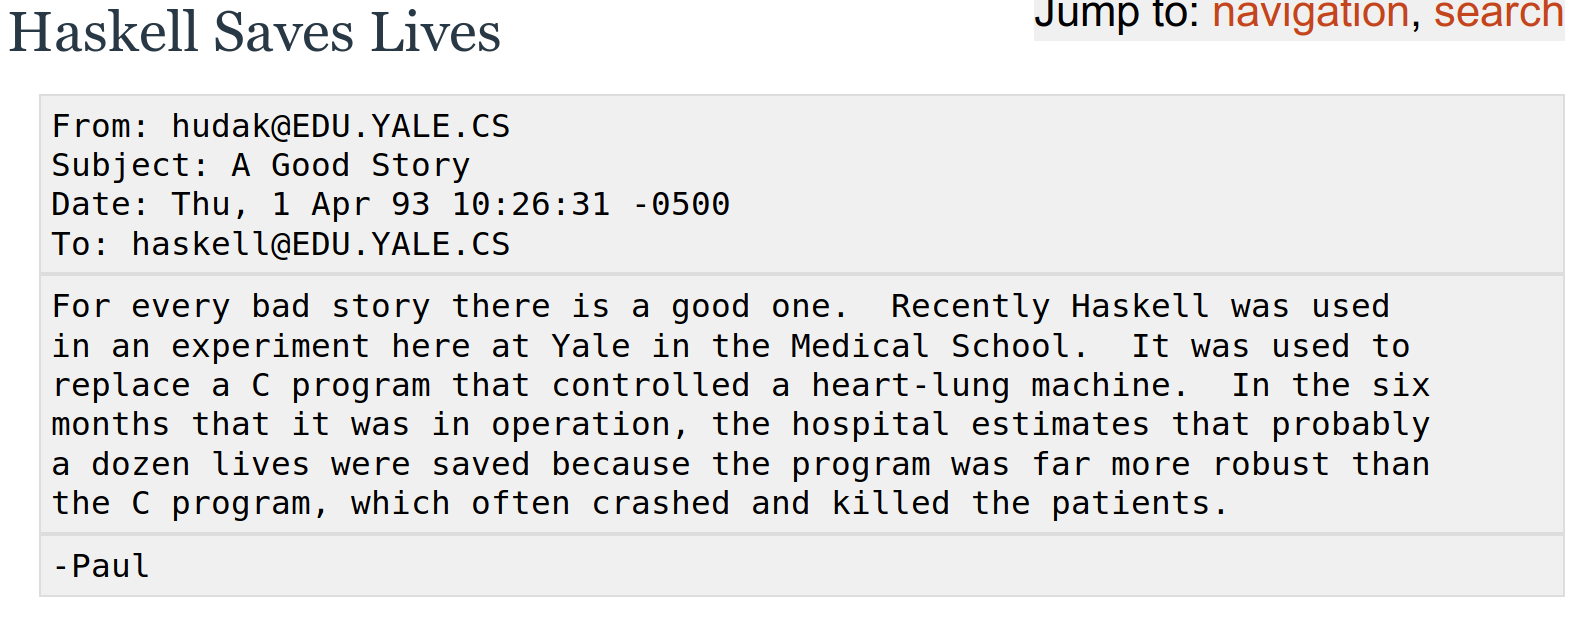 Haskell Saves Lives
Jump to: navigation, search
From: hudak@EDU.YALE.CS
Subject: A Good Story
Date: Thu, 1 Apr 93 10:26:31 -0500
To: haskell@EDU.YALE.CS
For every bad story there is a good one.  Recently Haskell was used
in an experiment here at Yale in the Medical School.  It was used to
replace a C program that controlled a heart-lung machine.  In the six
months that it was in operation, the hospital estimates that probably
a dozen lives were saved because the program was far more robust than
the C program, which often crashed and killed the patients.
-Paul